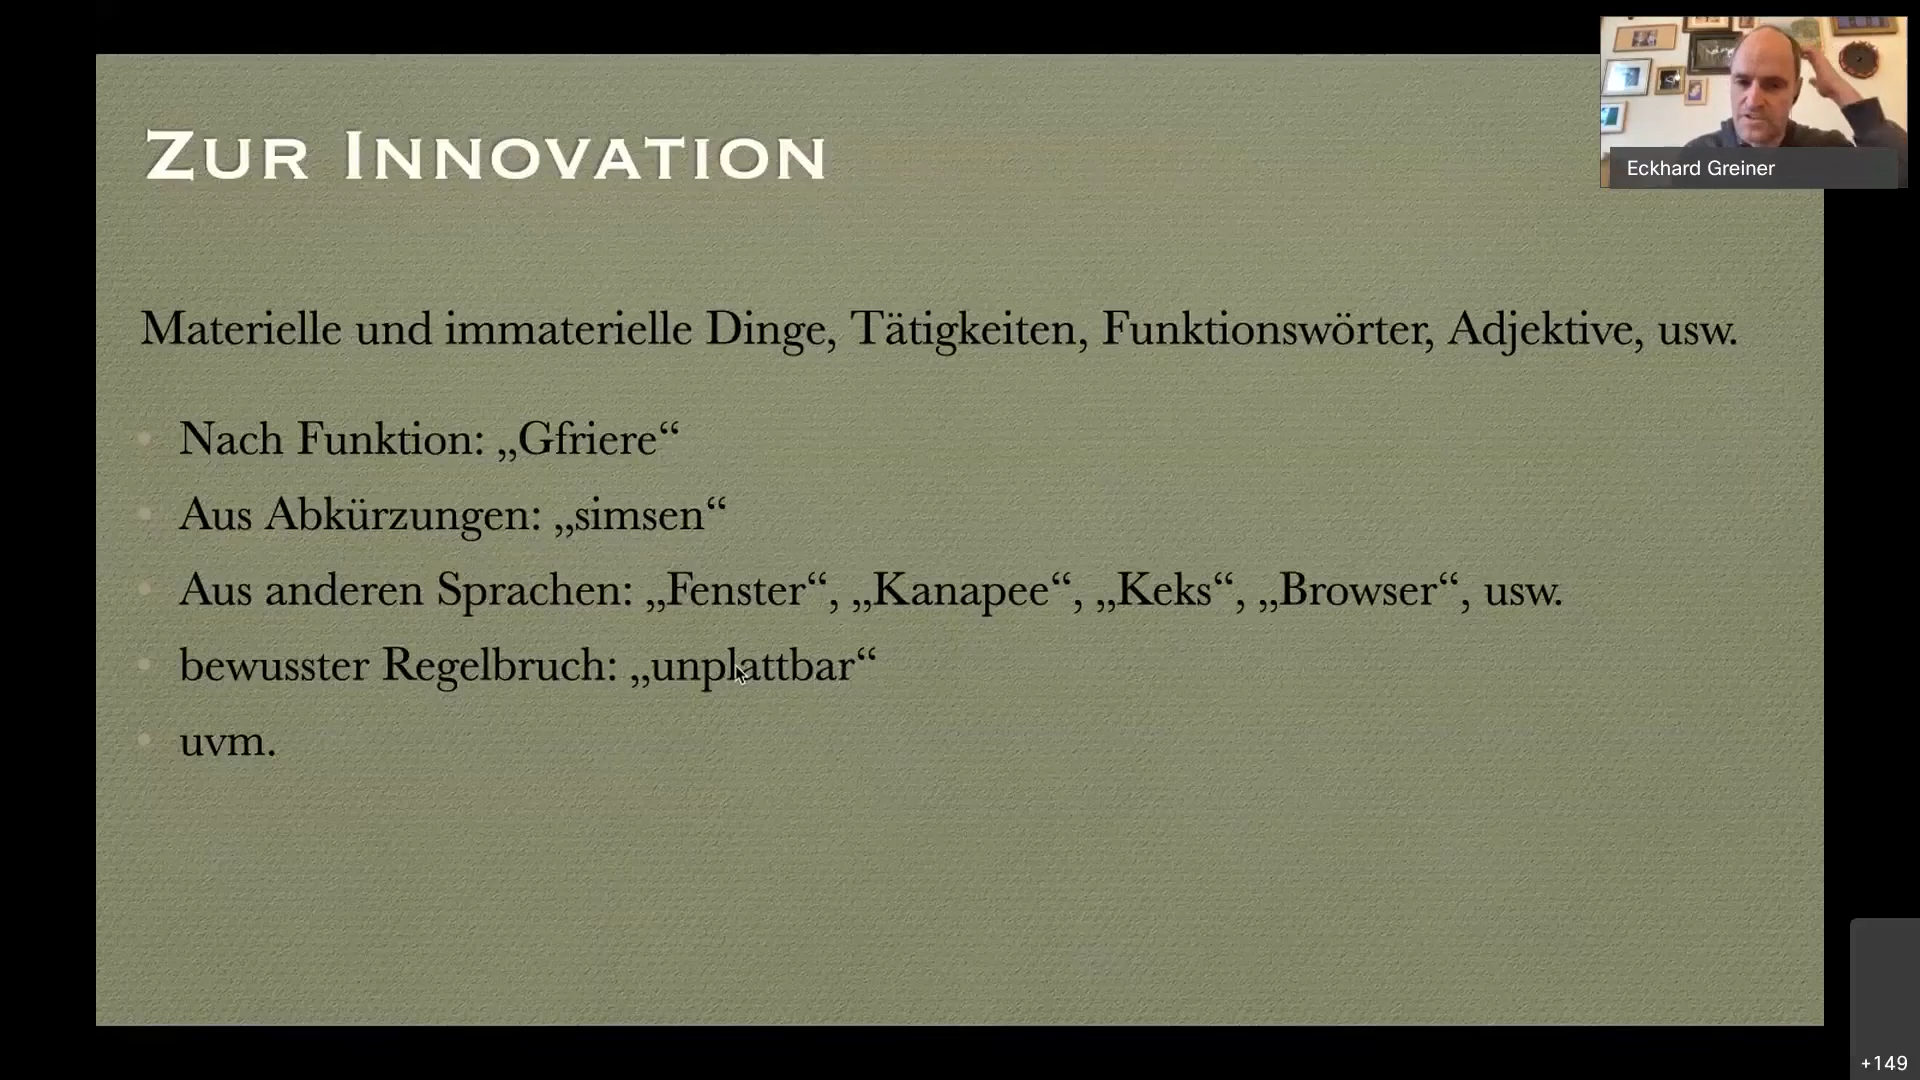 Zur Innovation
Eckhard Greiner
Materielle und immaterielle Dinge, Tätigkeiten, Funktionswörter, Adjektive, usw.
• Nach Funktion: „Gfriere“
• Aus Abkürzungen: „simsen“
• Aus anderen Sprachen: „Fenster“, „Kanapee“, „Keks“, „Browser“, usw.
• bewusster Regelbruch: „unplattbar“
• uvm.
+149